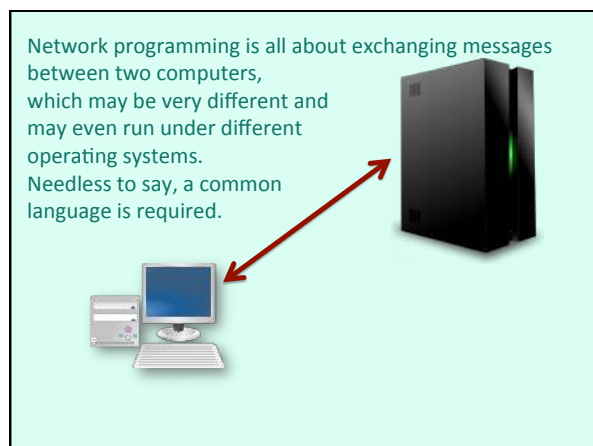 Network programming is all about exchanging messages
between two computers,
which may be very different and
may even run under different
operating systems.
Needless to say, a common
language is required.